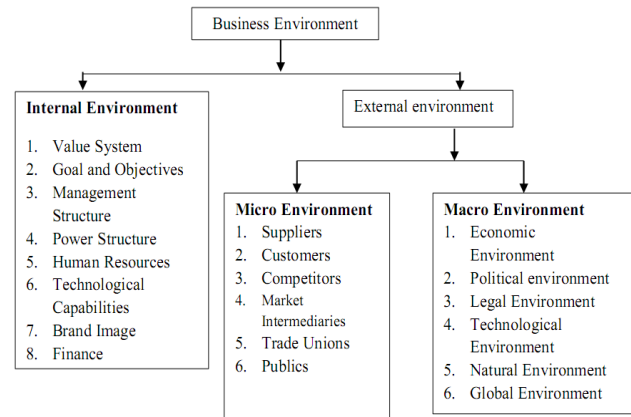 Business Environment
Internal Environment
1. Value System
2. Goal and Objectives
3. Management
Structure
4. Power Structure
5. Human Resources
6. Technological
Capabilities
7. Brand Image
8. Finance
External environment
Micro Environment
1. Suppliers
2. Customers
3. Competitors
4. Market
Intermediaries
5. Trade Unions
6. Publics
Macro Environment
1. Economic
Environment
2. Political environment
3. Legal Environment
4. Technological
Environment
5. Natural Environment
6. Global Environment